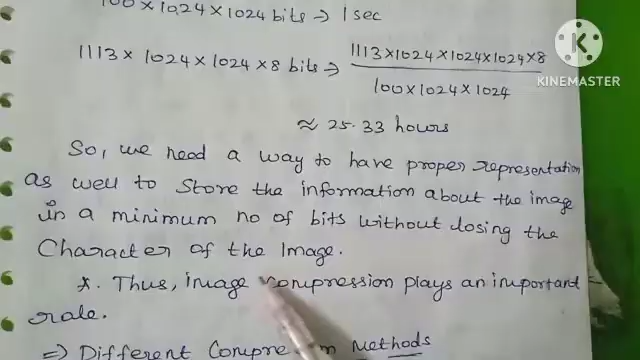 100 × 1024 × 1024 bits → 1 sec
1113 × 1024 × 1024 × 8 bits ⇒ 1113×1024×1024×1024×8
100×1024×1024
≈ 25.33 hours
So, we need a way to have proper representation
as well to store the information about the image
in a minimum no of bits without losing the
Character of the Image.
*. Thus, image compression plays an important
role.
⇒ Different Methods
KINEMASTER